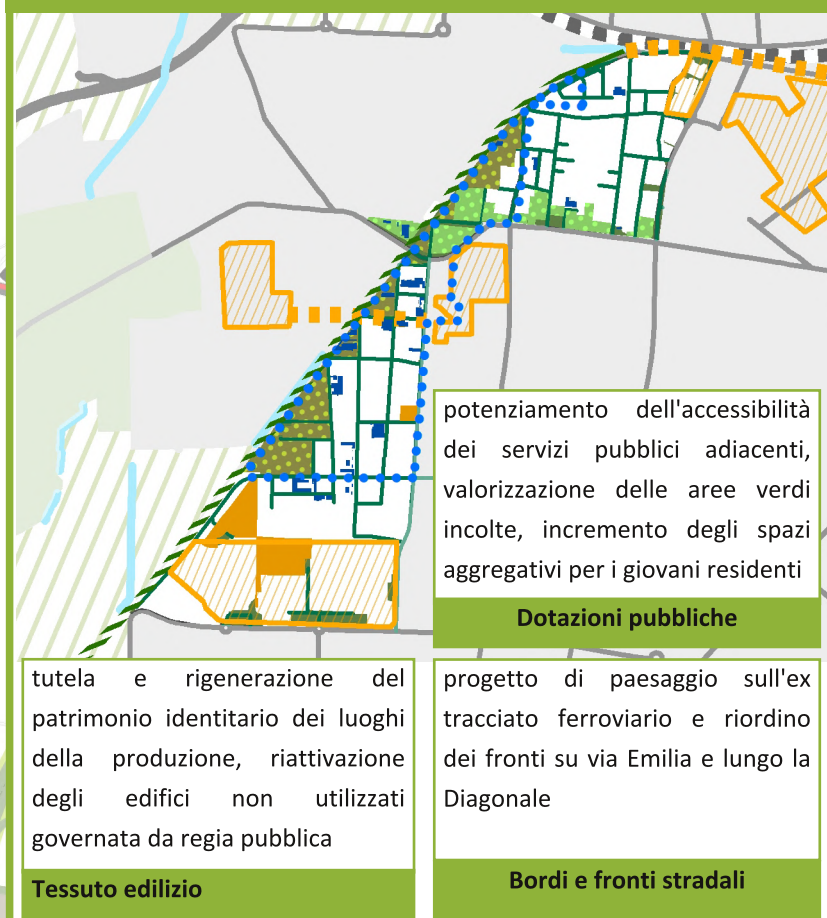 potenziamento dell'accessibilità
dei servizi pubblici adiacenti,
valorizzazione delle aree verdi
incolte, incremento degli spazi
aggregativi per i giovani residenti
Dotazioni pubbliche
tutela e rigenerazione del
patrimonio identitario dei luoghi
della produzione, riattivazione
degli edifici non utilizzati
governata da regia pubblica
Tessuto edilizio
progetto di paesaggio sull'ex
tracciato ferroviario e riordino
dei fronti su via Emilia e lungo la
Diagonale
Bordi e fronti stradali